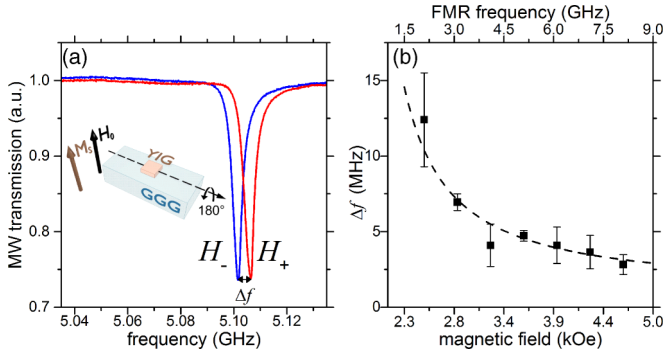 (a)
MW transmission (a.u.)
1.0
0.9
0.8
0.7
Ms
H₀
YIG
GGG
180°
H₋
H₊
Δf
5.04
5.06
5.08
5.10
5.12
frequency (GHz)
FMR frequency (GHz)
1.5
3.0
4.5
6.0
7.5
9.0
(b)
Δf (MHz)
15
10
5
0
2.3
2.8
3.4
3.9
4.4
5.0
magnetic field (kOe)